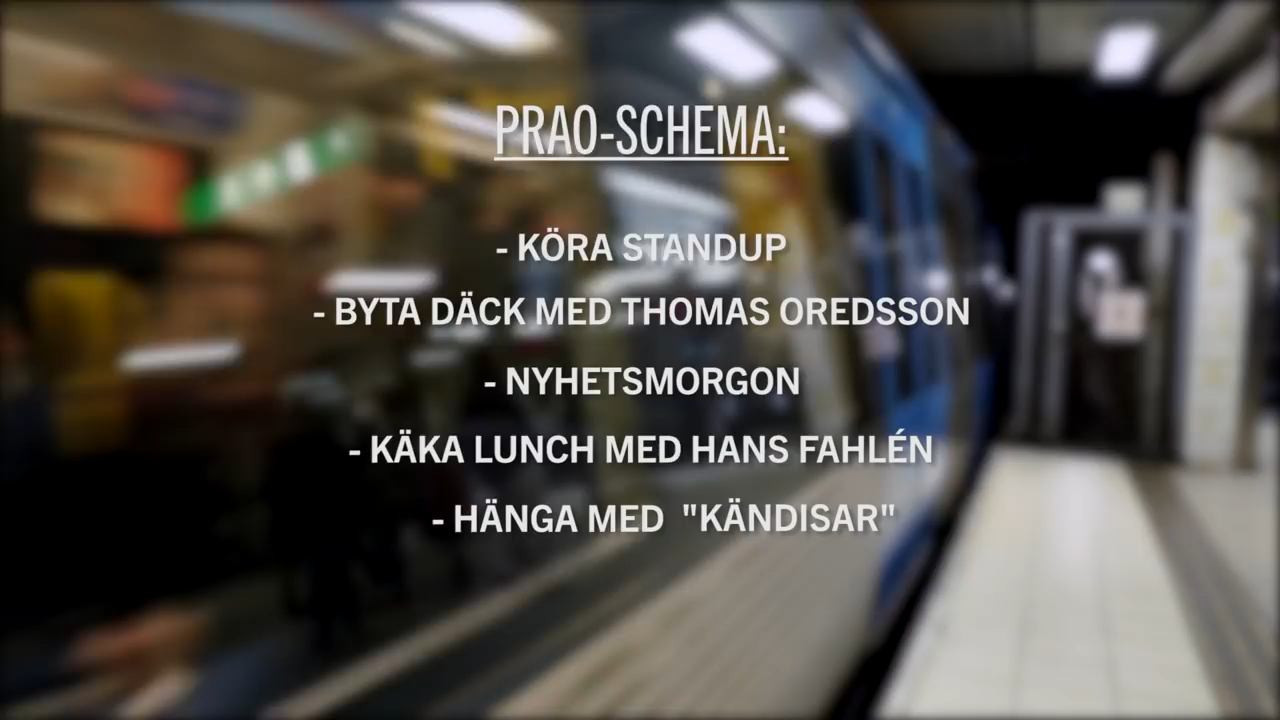 PRAO-SCHEMA:
- KÖRA STANDUP
- BYTA DÄCK MED THOMAS OREDSSON
- NYHETSMORGON
- KÄKA LUNCH MED HANS FAHLÉN
- HÄNGA MED "KÄNDISAR"